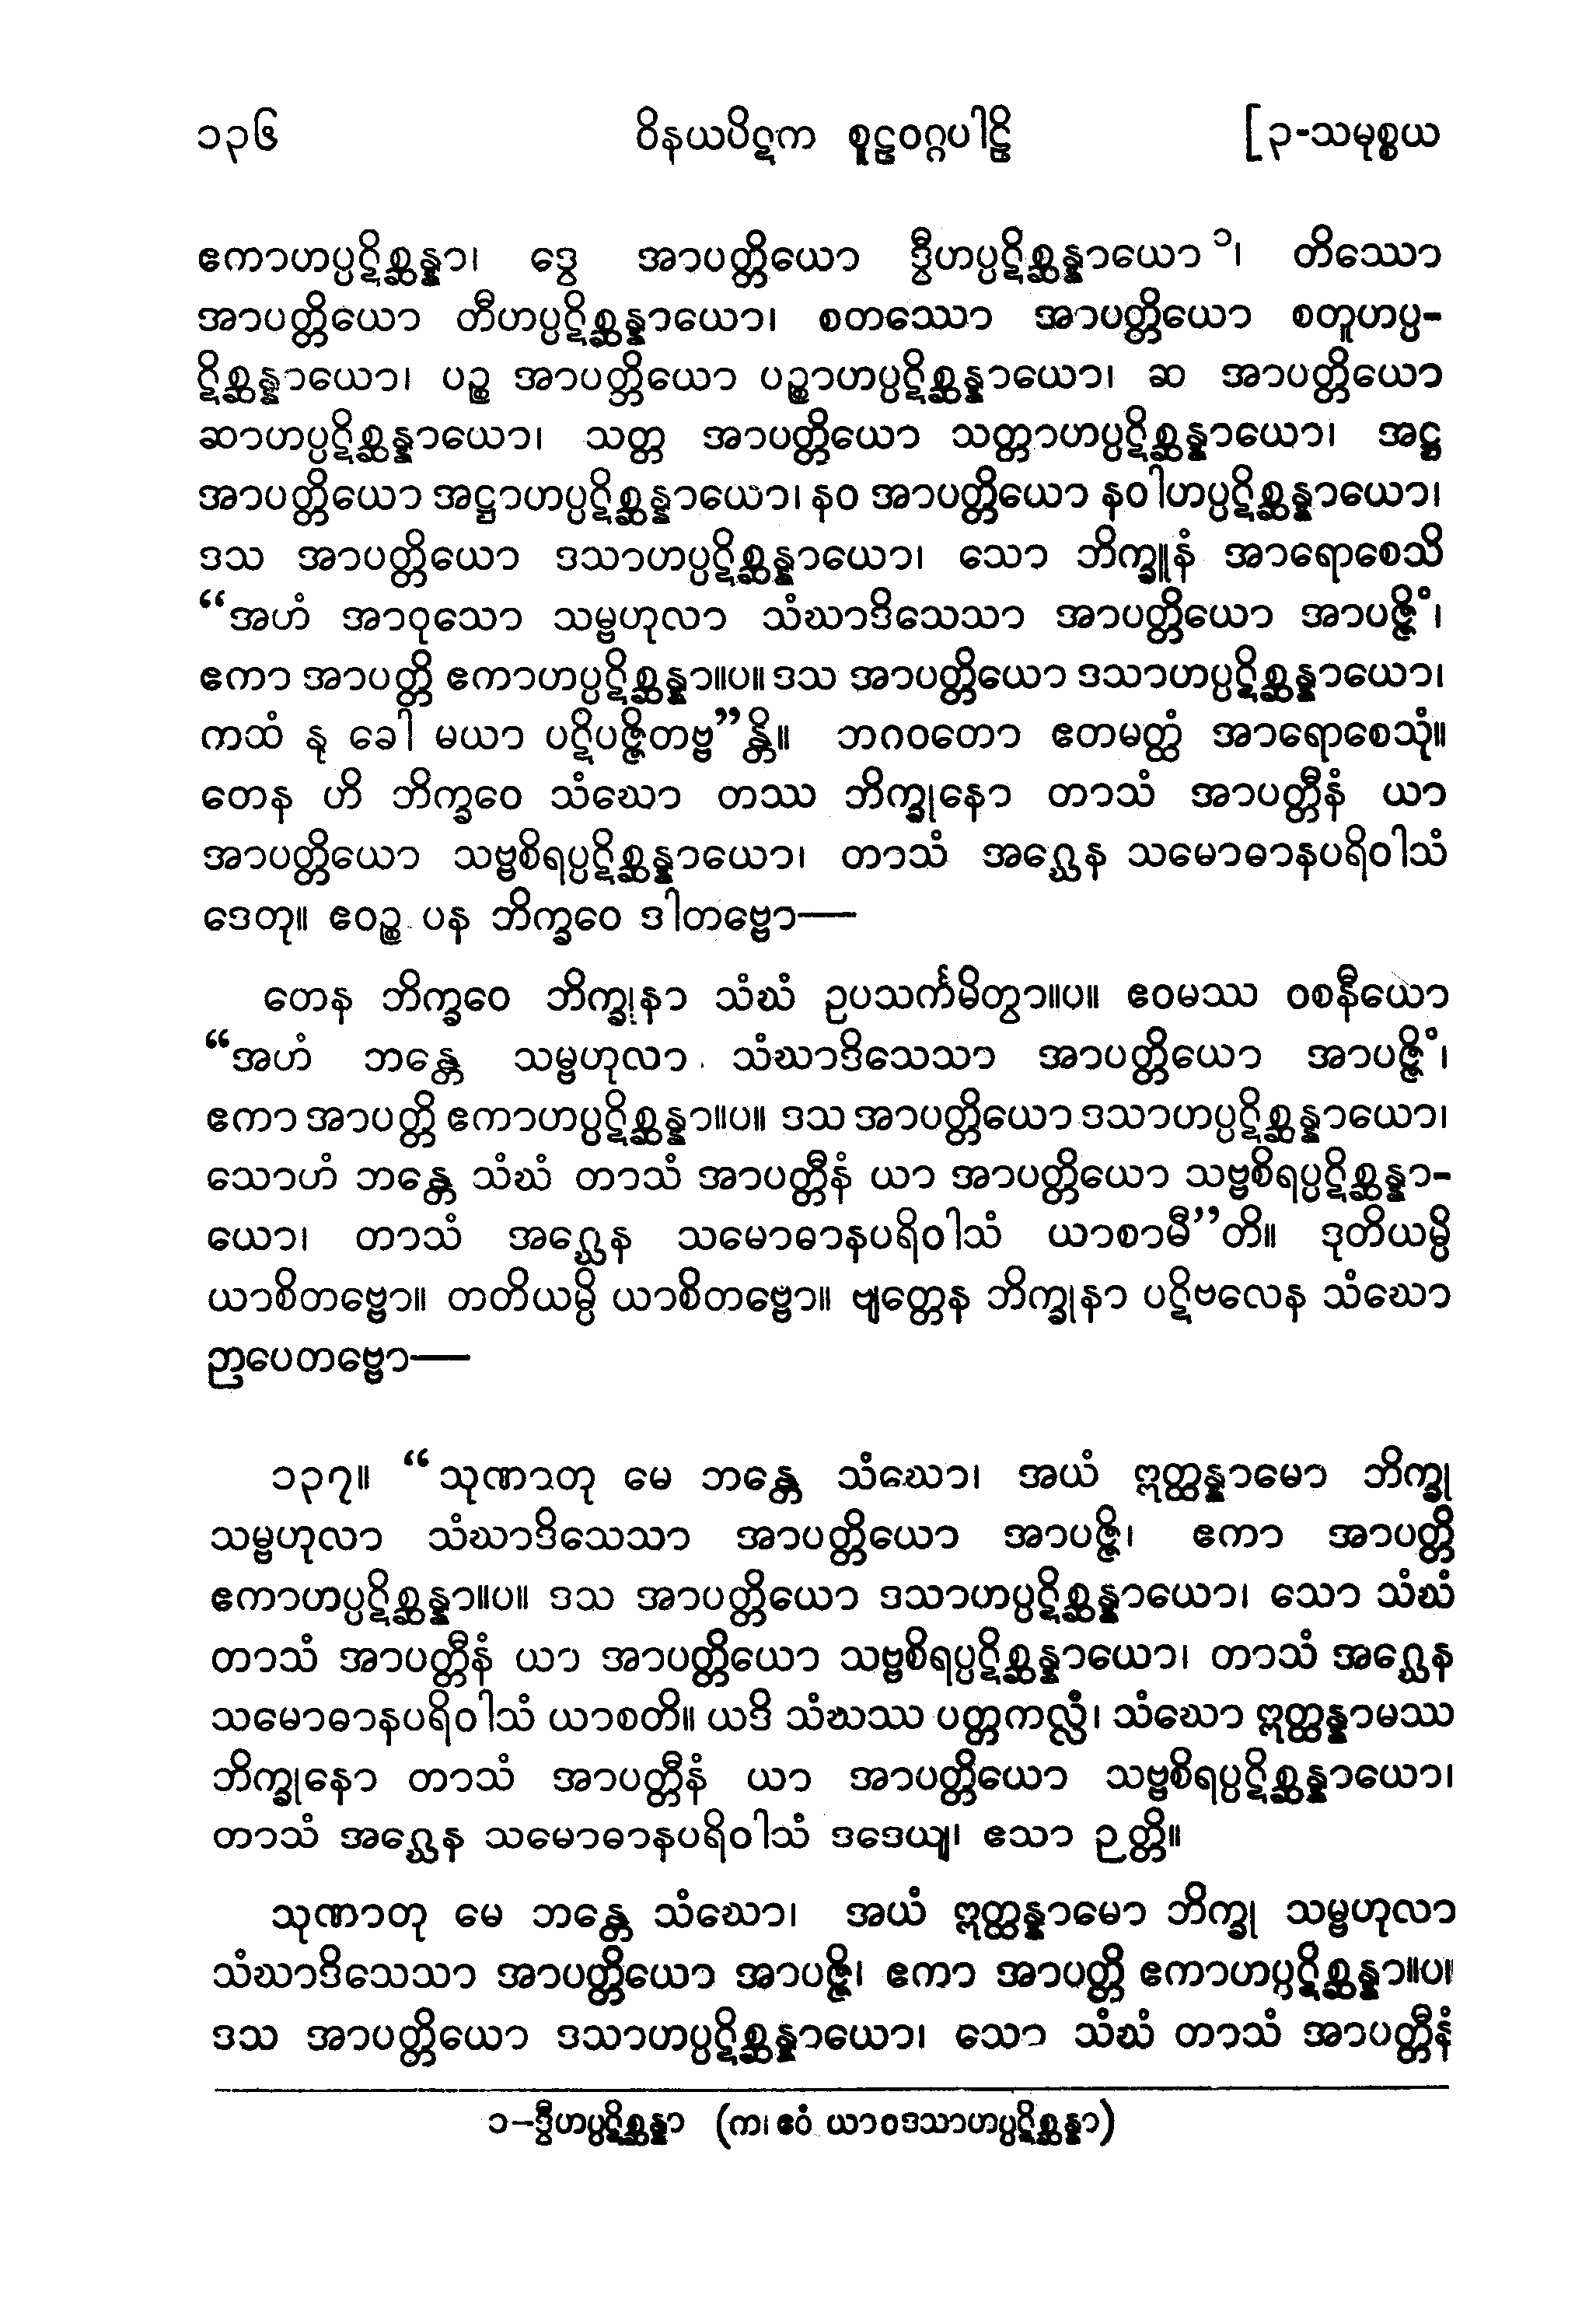 ၁၃၆ ဝိနယပိဋက စူဠဝဂ္ဂပါဠိ [၃-သမုစ္စယ
ဧကာဟပ္ပဋိစ္ဆန္နာ၊ ဒွေ အာပတ္တိယော ဒွီဟပ္ပဋိစ္ဆန္နာယော ၁၊ တိဿော
အာပတ္တိယော တီဟပ္ပဋိစ္ဆန္နာယော၊ စတဿော အာပတ္တိယော စတူဟပ္ပ-
ဋိစ္ဆန္နာယော၊ ပဉ္စ အာပတ္တိယော ပဉ္စာဟပ္ပဋိစ္ဆန္နာယော၊ ဆ အာပတ္တိယော
ဆာဟပ္ပဋိစ္ဆန္နာယော၊ သတ္တ အာပတ္တိယော သတ္တာဟပ္ပဋိစ္ဆန္နာယော၊ အဋ္ဌ
အာပတ္တိယော အဋ္ဌာဟပ္ပဋိစ္ဆန္နာယော၊ နဝ အာပတ္တိယော နဝါဟပ္ပဋိစ္ဆန္နာယော၊
ဒသ အာပတ္တိယော ဒသာဟပ္ပဋိစ္ဆန္နာယော၊ သော ဘိက္ခူနံ အာရောစေသိ
“အဟံ အာဝုသော သမ္ဗဟုလာ သံဃာဒိသေသာ အာပတ္တိယော အာပဇ္ဇိံ၊
ဧကာ အာပတ္တိ ဧကာဟပ္ပဋိစ္ဆန္နာ။ပ။ ဒသ အာပတ္တိယော ဒသာဟပ္ပဋိစ္ဆန္နာယော၊
ကထံ နု ခေါ မယာ ပဋိပဇ္ဇိတဗ္ဗ”န္တိ။ ဘဂဝတော ဧတမတ္ထံ အာရောစေသုံ။
တေန ဟိ ဘိက္ခဝေ သံဃော တဿ ဘိက္ခုနော တာသံ အာပတ္တီနံ ယာ
အာပတ္တိယော သဗ္ဗစိရပ္ပဋိစ္ဆန္နာယော၊ တာသံ အဂ္ဃေန သမောဓာနပရိဝါသံ
ဒေတု။ ဧဝဉ္စ ပန ဘိက္ခဝေ ဒါတဗ္ဗော—
တေန ဘိက္ခဝေ ဘိက္ခုနာ သံဃံ ဥပသင်္ကမိတွာ။ပ။ ဧဝမဿ ဝစနီယော
“အဟံ ဘန္တေ သမ္ဗဟုလာ သံဃာဒိသေသာ အာပတ္တိယော အာပဇ္ဇိံ၊
ဧကာ အာပတ္တိ ဧကာဟပ္ပဋိစ္ဆန္နာ။ပ။ ဒသ အာပတ္တိယော ဒသာဟပ္ပဋိစ္ဆန္နာယော၊
သောဟံ ဘန္တေ သံဃံ တာသံ အာပတ္တီနံ ယာ အာပတ္တိယော သဗ္ဗစိရပ္ပဋိစ္ဆန္နာ-
ယော၊ တာသံ အဂ္ဃေန သမောဓာနပရိဝါသံ ယာစာမီ”တိ။ ဒုတိယမ္ပိ
ယာစိတဗ္ဗော။ တတိယမ္ပိ ယာစိတဗ္ဗော။ ဗျတ္တေန ဘိက္ခုနာ ပဋိဗလေန သံဃော
ဉာပေတဗ္ဗော—
၁၃၇။ “သုဏာတု မေ ဘန္တေ သံဃော၊ အယံ ဣတ္ထန္နာမော ဘိက္ခု
သမ္ဗဟုလာ သံဃာဒိသေသာ အာပတ္တိယော အာပဇ္ဇိ၊ ဧကာ အာပတ္တိ
ဧကာဟပ္ပဋိစ္ဆန္နာ။ပ။ ဒသ အာပတ္တိယော ဒသာဟပ္ပဋိစ္ဆန္နာယော၊ သော သံဃံ
တာသံ အာပတ္တီနံ ယာ အာပတ္တိယော သဗ္ဗစိရပ္ပဋိစ္ဆန္နာယော၊ တာသံ အဂ္ဃေန
သမောဓာနပရိဝါသံ ယာစတိ။ ယဒိ သံဃဿ ပတ္တကလ္လံ၊ သံဃော ဣတ္ထန္နာမဿ
ဘိက္ခုနော တာသံ အာပတ္တီနံ ယာ အာပတ္တိယော သဗ္ဗစိရပ္ပဋိစ္ဆန္နာယော၊
တာသံ အဂ္ဃေန သမောဓာနပရိဝါသံ ဒဒေယျ၊ ဧသာ ဉတ္တိ။
သုဏာတု မေ ဘန္တေ သံဃော၊ အယံ ဣတ္ထန္နာမော ဘိက္ခု သမ္ဗဟုလာ
သံဃာဒိသေသာ အာပတ္တိယော အာပဇ္ဇိ၊ ဧကာ အာပတ္တိ ဧကာဟပ္ပဋိစ္ဆန္နာ။ပ။
ဒသ အာပတ္တိယော ဒသာဟပ္ပဋိစ္ဆန္နာယော၊ သော သံဃံ တာသံ အာပတ္တီနံ
၁-ဒွီဟပ္ပဋိစ္ဆန္နာ (က၊ ဧဝံ ယာဝဒသာဟပ္ပဋိစ္ဆန္နာ)